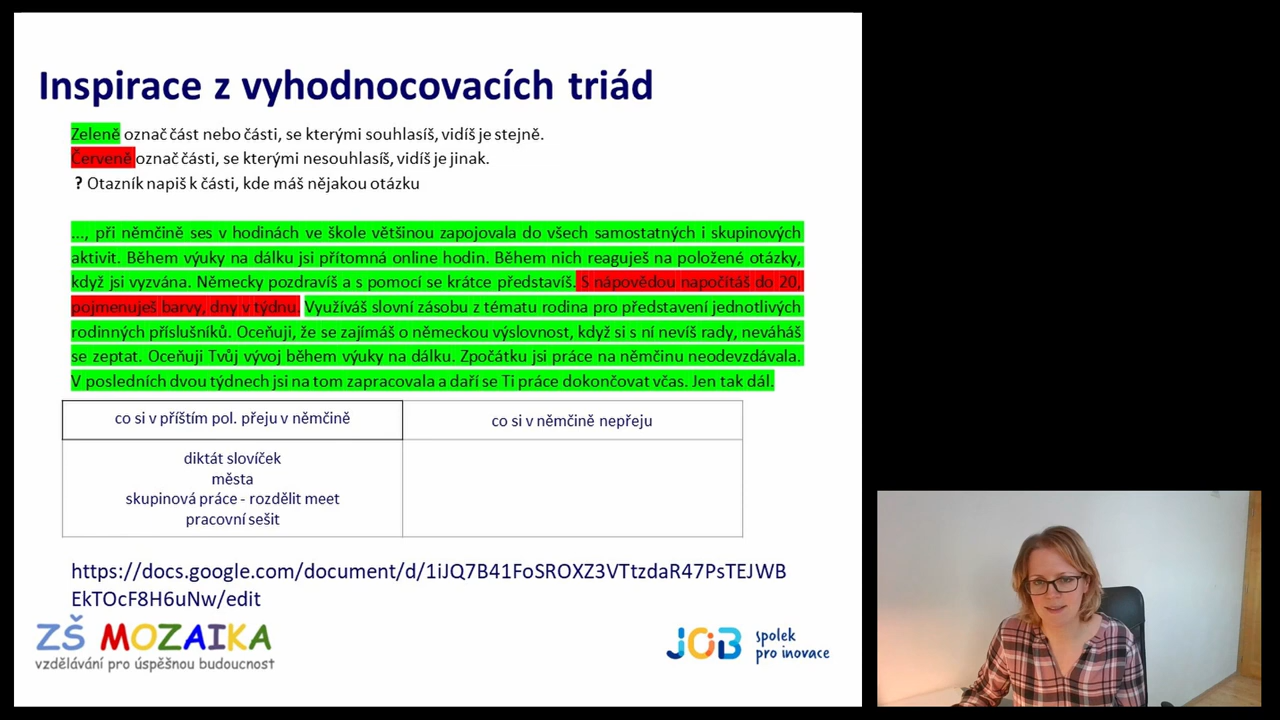 Inspirace z vyhodnocovacích triád
Zeleně označ část nebo části, se kterými souhlasíš, vidíš je stejně.
Červeně označ části, se kterými nesouhlasíš, vidíš je jinak.
? Otazník napiš k části, kde máš nějakou otázku
..., při němčině ses v hodinách ve škole většinou zapojovala do všech samostatných i skupinových
aktivit. Během výuky na dálku jsi přítomná online hodin. Během nich reaguješ na položené otázky,
když jsi vyzvána. Německy pozdravíš a s pomocí se krátce představíš. S nápovědou napočítáš do 20,
pojmenuješ barvy, dny v týdnu. Využíváš slovní zásobu z tématu rodina pro představení jednotlivých
rodinných příslušníků. Oceňuji, že se zajímáš o německou výslovnost, když si s ní nevíš rady, neváháš
se zeptat. Oceňuji Tvůj vývoj během výuky na dálku. Zpočátku jsi práce na němčinu neodevzdávala.
V posledních dvou týdnech jsi na tom zapracovala a daří se Ti práce dokončovat včas. Jen tak dál.
co si v příštím pol. přeju v němčině
co si v němčině nepřeju
diktát slovíček
města
skupinová práce - rozdělit meet
pracovní sešit
https://docs.google.com/document/d/1iJQ7B41FoSROXZ3VTtzdaR47PsTEJWB
EkTOcF8H6uNw/edit
ZŠ MOZAIKA
vzdělávání pro úspěšnou budoucnost
JOB spolek
pro inovace